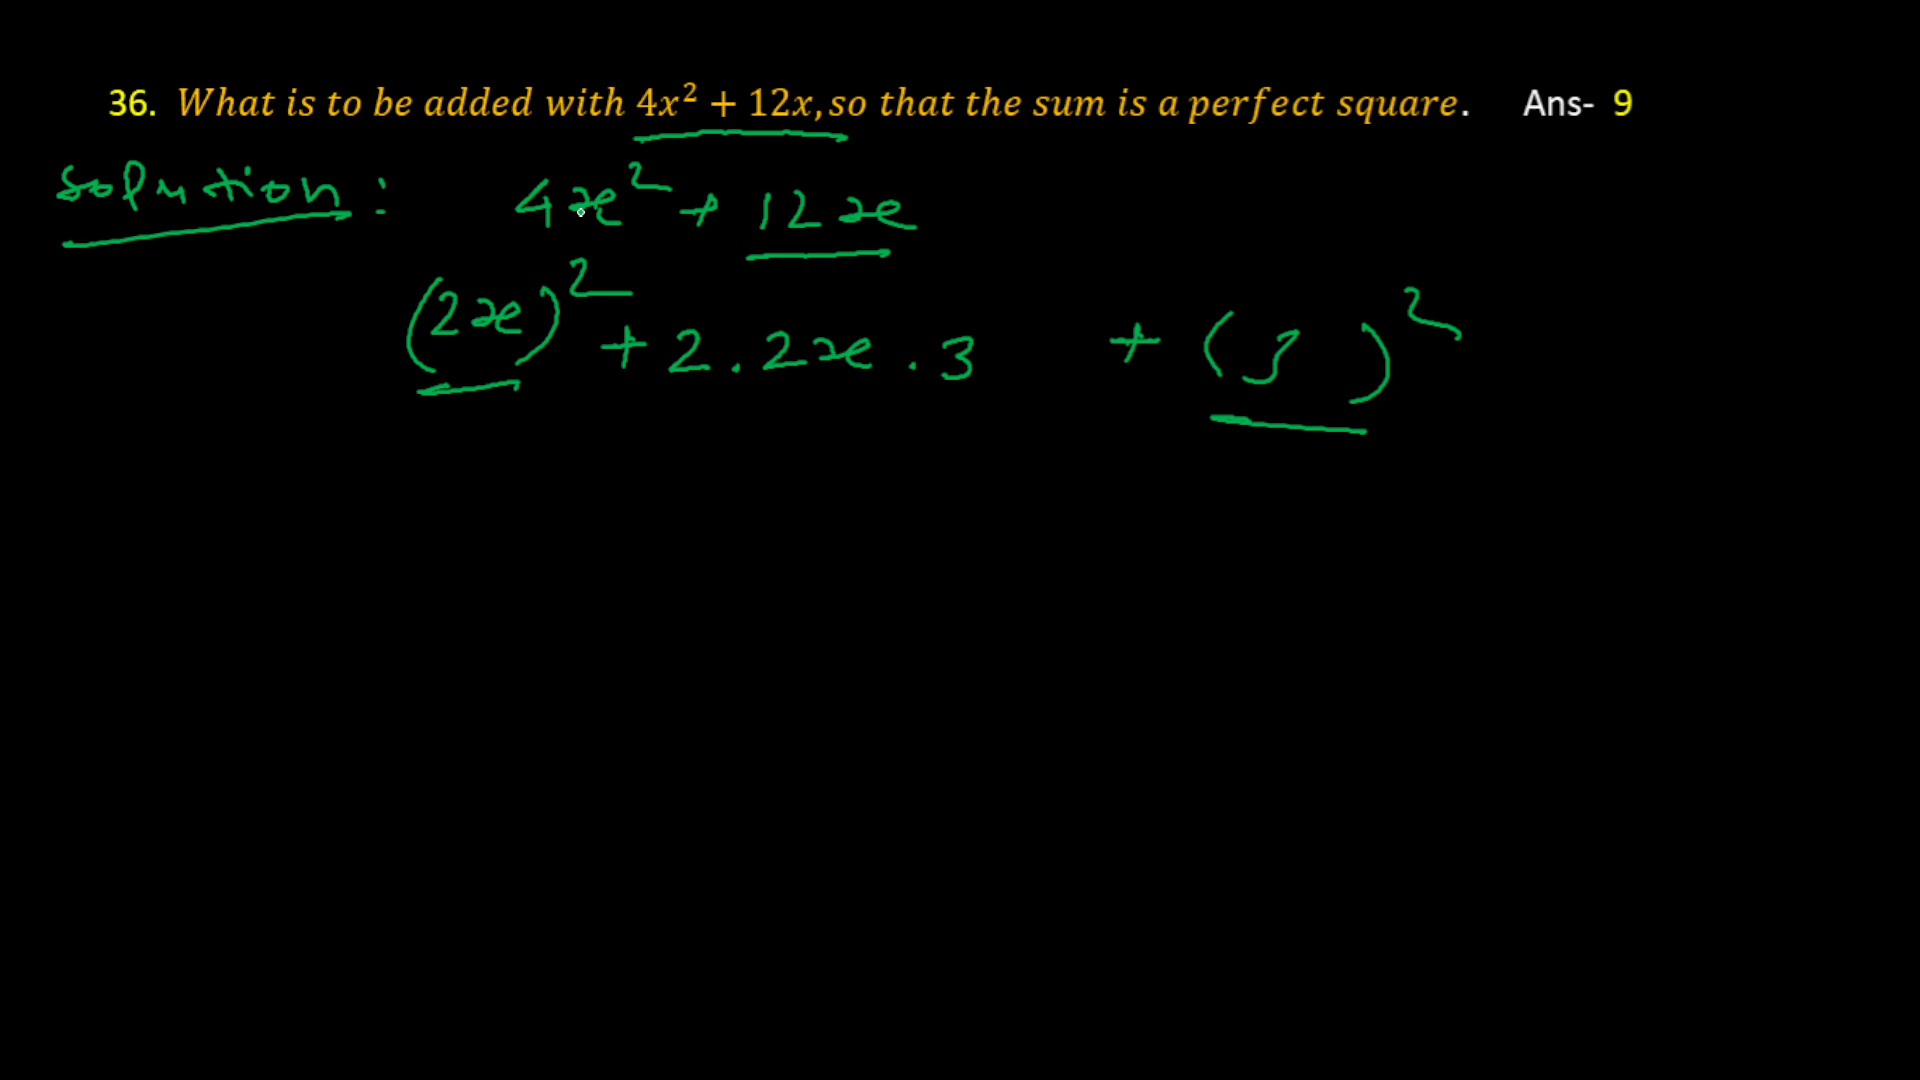 36. What is to be added with 4x² + 12x, so that the sum is a perfect square. Ans- 9
Solution: 4x² + 12x
(2x)² + 2.2x.3 + (3)²